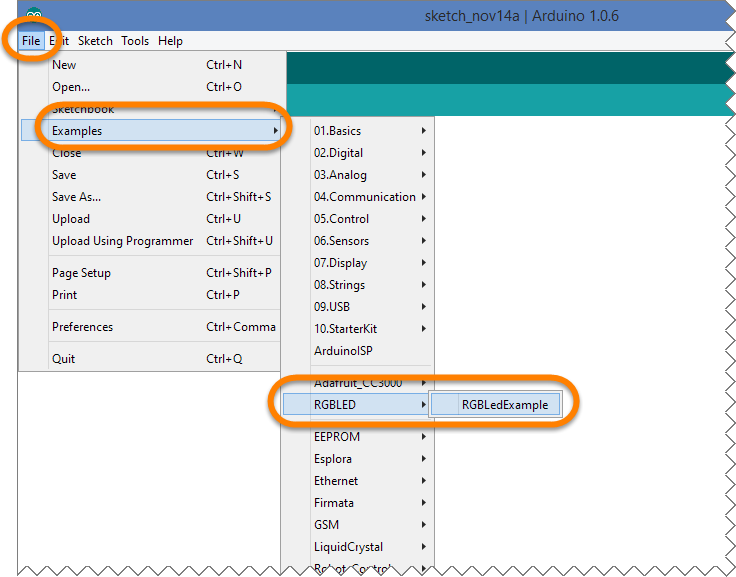 sketch_nov14a | Arduino 1.0.6
File Edit Sketch Tools Help
New Ctrl+N
Open... Ctrl+O
Sketchbook
Examples
Close Ctrl+W
Save Ctrl+S
Save As... Ctrl+Shift+S
Upload Ctrl+U
Upload Using Programmer Ctrl+Shift+U
Page Setup Ctrl+Shift+P
Print Ctrl+P
Preferences Ctrl+Comma
Quit Ctrl+Q
01.Basics
02.Digital
03.Analog
04.Communication
05.Control
06.Sensors
07.Display
08.Strings
09.USB
10.StarterKit
ArduinoISP
Adafruit_CC3000
RGBLED
RGBLedExample
EEPROM
Esplora
Ethernet
Firmata
GSM
LiquidCrystal
Robot_Control